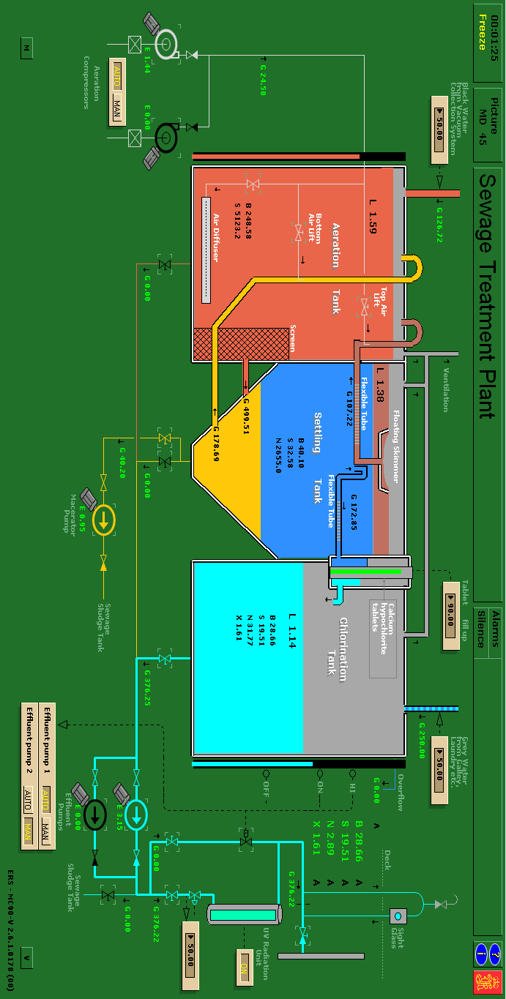 00:01:25
Freeze
Picture
MD 45
Sewage Treatment Plant
Alarms
Silence
?
i
Black Water
from Vacuum
Collection System
50.00
G 126.72
Ventilation
Tablet fill up
90.00
Grey Water
from Galley,
Laundry etc.
50.00
G 250.00
Overflow
G 0.00
Deck
Sight
Glass
G 24.50
E 1.44
E 0.00
AUTO
MAN
Aeration
Compressors
L 1.59
Aeration Tank
Top Air
Lift
Bottom
Air Lift
B 248.58
S 5123.2
Air Diffuser
Screen
L 1.38
Floating Skimmer
Flexible Tube
G 107.22
Settling Tank
B 40.10
S 32.58
N 2655.0
G 172.85
Flexible Tube
G 499.51
G 178.69
Calcium
hypochlorite
tablets
Chlorination
Tank
L 1.14
B 28.66
S 19.51
N 31.77
X 1.61
HI
ON
OFF
A
B 28.66 A
S 19.51 A
N 2.89 A
X 1.61 A
G 376.22
G 0.00
G 0.00
G 40.20
E 0.95
Macerator
Pump
Sewage
Sludge Tank
G 376.25
E 3.15
E 0.00
Effluent
Pumps
G 0.00
G 376.22
G 0.00
Sewage
Sludge Tank
UV Radiation
Unit
ON
50.00
Effluent pump 1 AUTO MAN
Effluent pump 2 AUTO MAN
M
V
ERS - MC90-V 2.6.1.0178 (00)